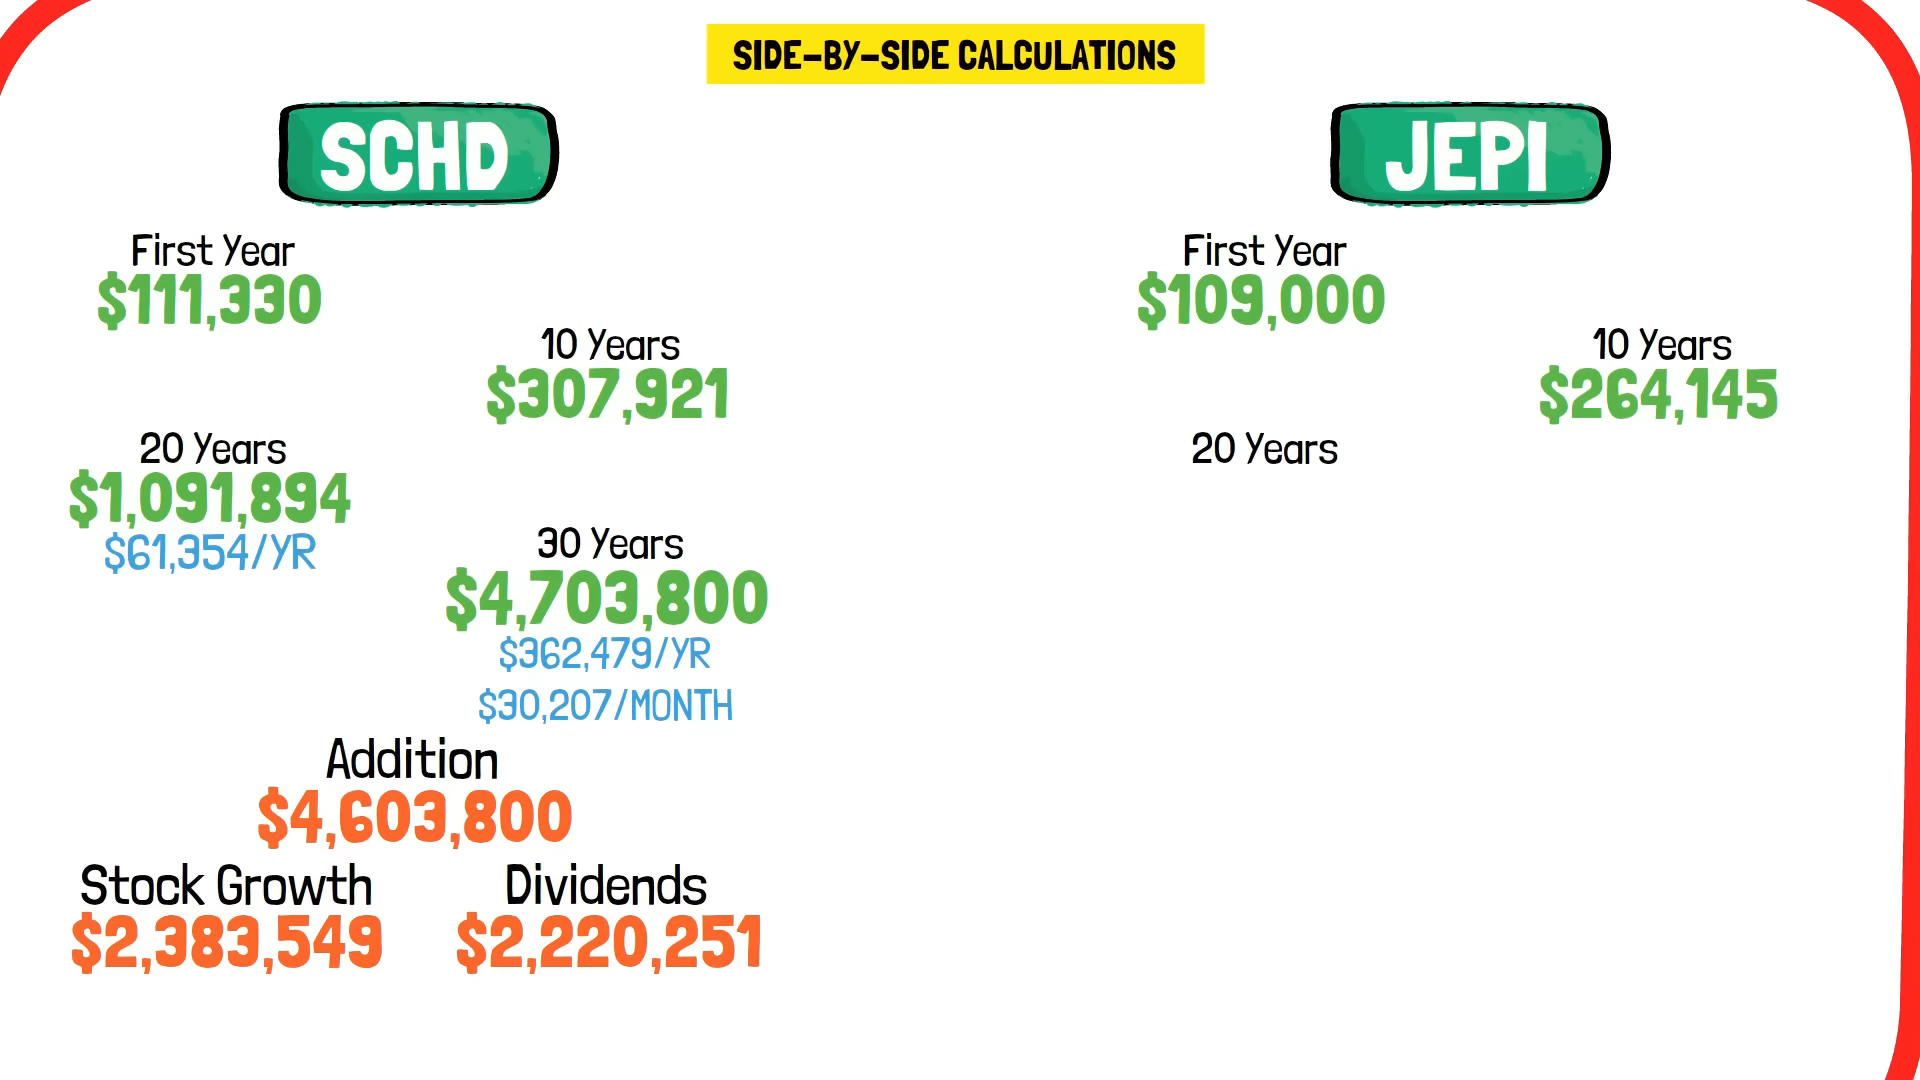 SIDE-BY-SIDE CALCULATIONS
SCHD
First Year
$111,330
10 Years
$307,921
20 Years
$1,091,894
$61,354/YR
30 Years
$4,703,800
$362,479/YR
$30,207/MONTH
Addition
$4,603,800
Stock Growth
$2,383,549
Dividends
$2,220,251
JEPI
First Year
$109,000
10 Years
$264,145
20 Years